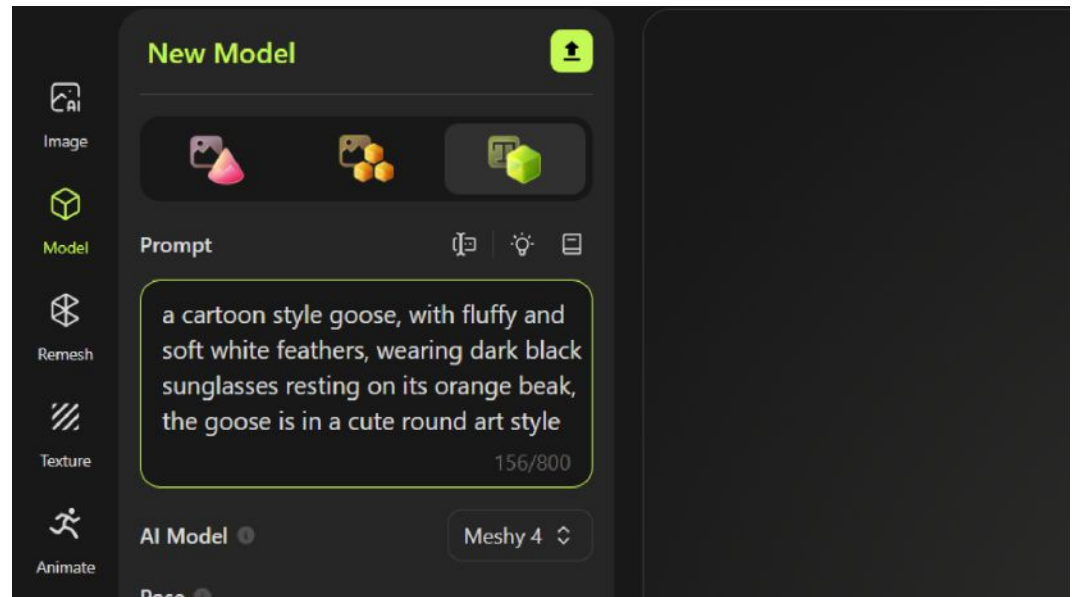 New Model
AI
Image
Model
Remesh
Texture
Animate
T
Prompt
a cartoon style goose, with fluffy and
soft white feathers, wearing dark black
sunglasses resting on its orange beak,
the goose is in a cute round art style
156/800
AI Model
Meshy 4
Pose